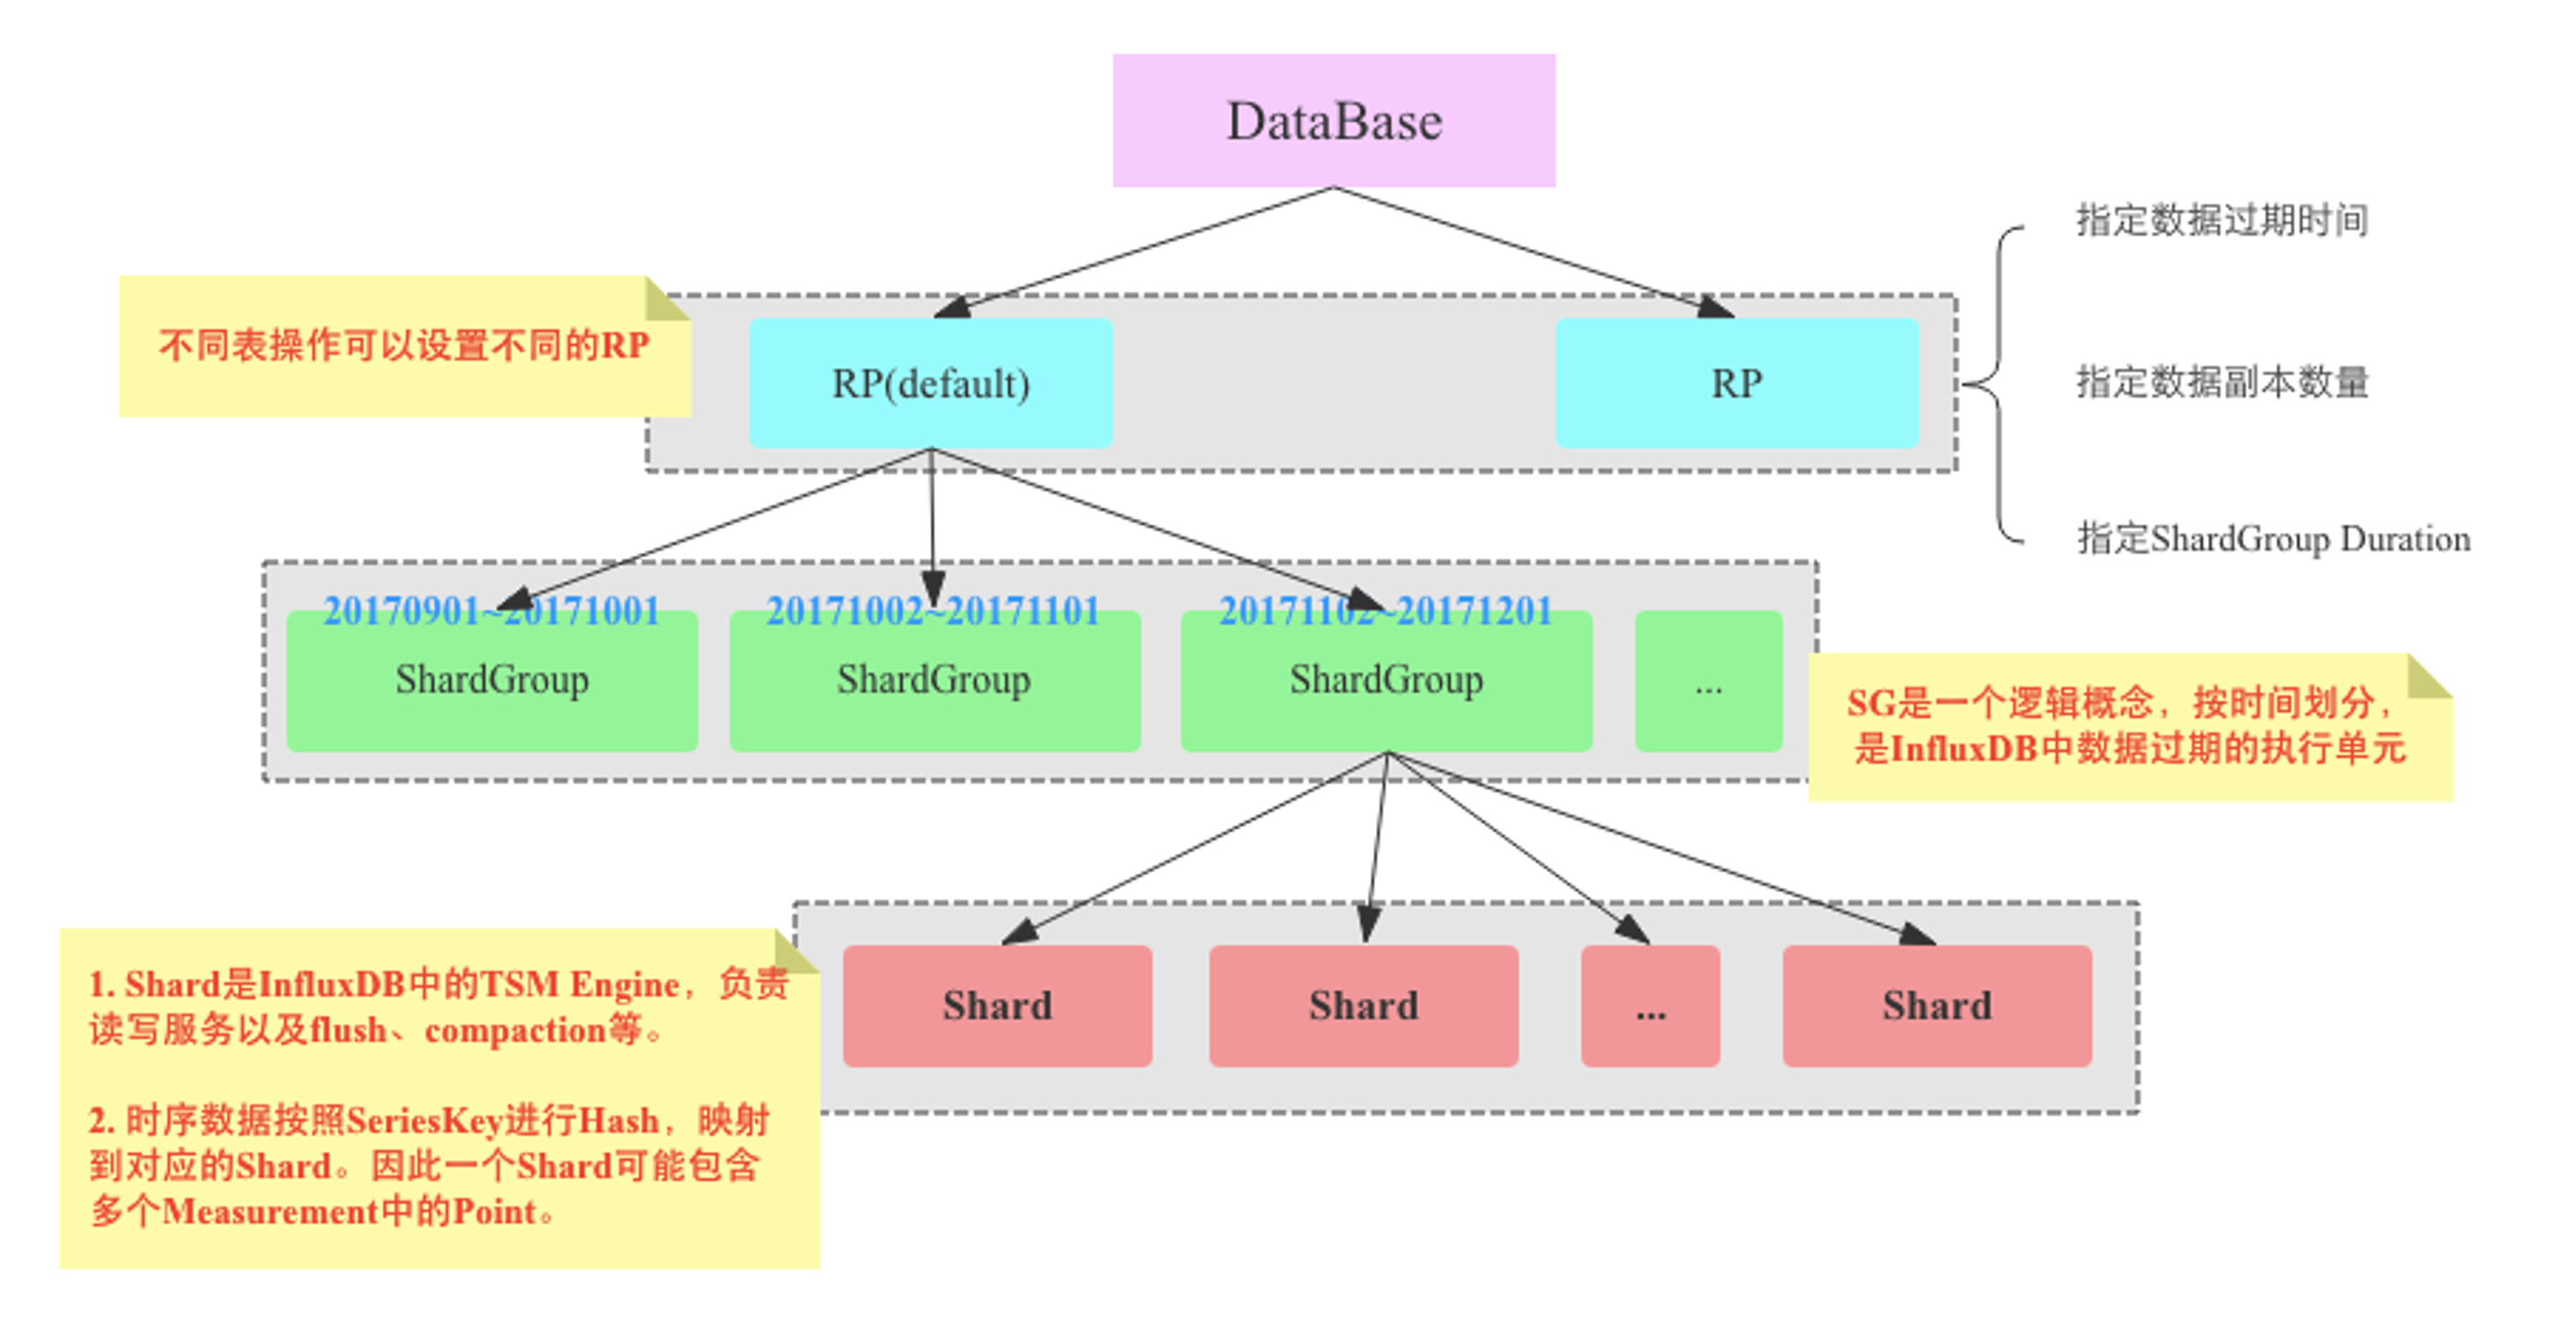 DataBase
指定数据过期时间
不同表操作可以设置不同的RP
RP(default)
RP
指定数据副本数量
指定ShardGroup Duration
20170901~20171001
20171002~20171101
20171102~20171201
ShardGroup
ShardGroup
ShardGroup
...
SG是一个逻辑概念，按时间划分，
是InfluxDB中数据过期的执行单元
1. Shard是InfluxDB中的TSM Engine，负责
读写服务以及flush、compaction等。
2. 时序数据按照SeriesKey进行Hash，映射
到对应的Shard。因此一个Shard可能包含
多个Measurement中的Point。
Shard
Shard
...
Shard